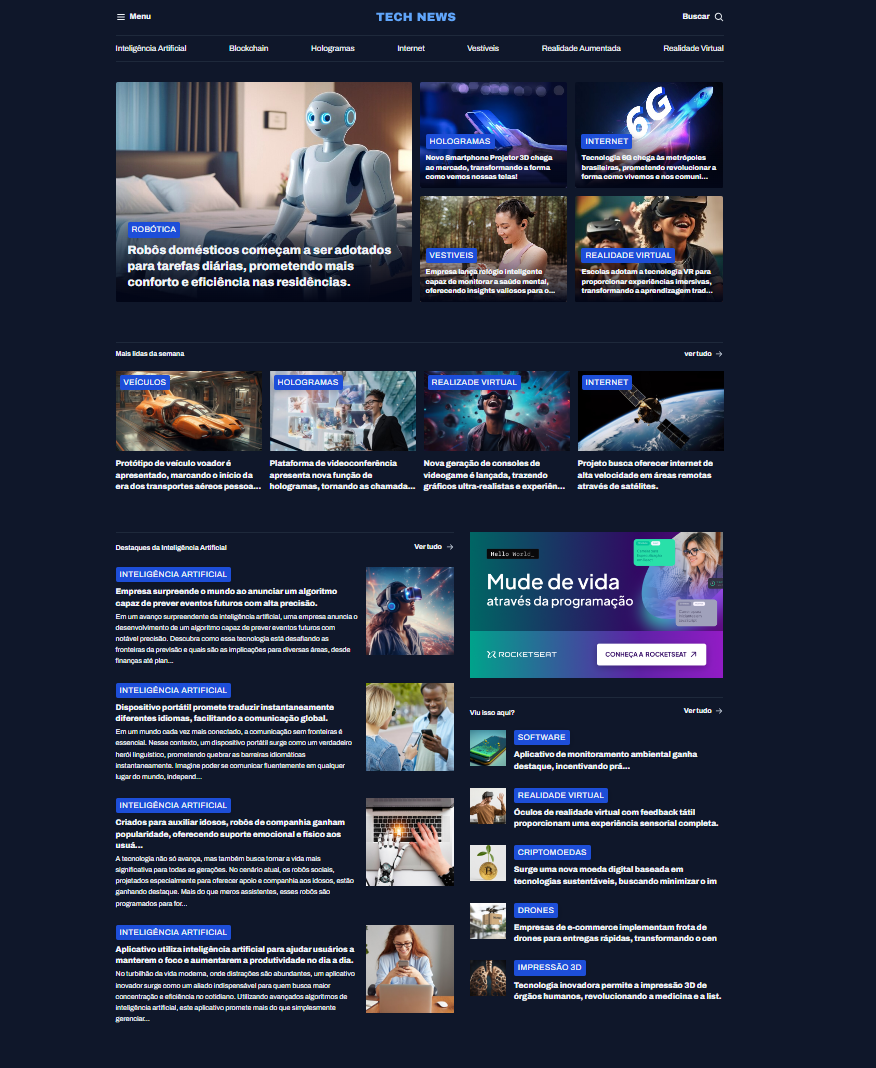 Menu
TECH NEWS
Buscar
Inteligência Artificial
Blockchain
Hologramas
Internet
Vestíveis
Realidade Aumentada
Realidade Virtual
ROBÓTICA
Robôs domésticos começam a ser adotados
para tarefas diárias, prometendo mais
conforto e eficiência nas residências.
HOLOGRAMAS
Novo Smartphone Projetor 3D chega
ao mercado, transformando a forma
como vemos nossas telas!
6G
INTERNET
Tecnologia 6G chega às metrópoles
brasileiras, prometendo revolucionar a
forma como vivemos e nos comuni...
VESTIVEIS
Empresa lança relógio inteligente
capaz de monitorar a saúde mental,
oferecendo insights valiosos para o...
REALIDADE VIRTUAL
Escolas adotam a tecnologia VR para
proporcionar experiências imersivas,
transformando a aprendizagem trad...
Mais lidas da semana
ver tudo
VEÍCULOS
Protótipo de veículo voador é
apresentado, marcando o início da
era dos transportes aéreos pessoa...
HOLOGRAMAS
Plataforma de videoconferência
apresenta nova função de
hologramas, tornando as chamada...
REALIZADE VIRTUAL
Nova geração de consoles de
videogame é lançada, trazendo
gráficos ultra-realistas e experiên...
INTERNET
Projeto busca oferecer internet de
alta velocidade em áreas remotas
através de satélites.
Destaques da Inteligência Artificial
Ver tudo
INTELIGÊNCIA ARTIFICIAL
Empresa surpreende o mundo ao anunciar um algoritmo
capaz de prever eventos futuros com alta precisão.
Em um avanço surpreendente da inteligência artificial, uma empresa anuncia o
desenvolvimento de um algoritmo capaz de prever eventos futuros com
notável precisão. Descubra como essa tecnologia está desafiando as
fronteiras da previsão e quais são as implicações para diversas áreas, desde
finanças até plan...
INTELIGÊNCIA ARTIFICIAL
Dispositivo portátil promete traduzir instantaneamente
diferentes idiomas, facilitando a comunicação global.
Em um mundo cada vez mais conectado, a comunicação sem fronteiras é
essencial. Nesse contexto, um dispositivo portátil surge como um verdadeiro
herói linguístico, prometendo quebrar as barreiras idiomáticas
instantaneamente. Imagine poder se comunicar fluentemente em qualquer
lugar do mundo, independ...
INTELIGÊNCIA ARTIFICIAL
Criados para auxiliar idosos, robôs de companhia ganham
popularidade, oferecendo suporte emocional e físico aos
usuá...
A tecnologia não só avança, mas também busca tornar a vida mais
significativa para todas as gerações. No cenário atual, os robôs sociais,
projetados especialmente para oferecer apoio e companhia aos idosos, estão
ganhando destaque. Mais do que meros assistentes, esses robôs são
programados para for...
INTELIGÊNCIA ARTIFICIAL
Aplicativo utiliza inteligência artificial para ajudar usuários a
manterem o foco e aumentarem a produtividade no dia a dia.
No turbilhão da vida moderna, onde distrações são abundantes, um aplicativo
inovador surge como um aliado indispensável para quem busca maior
concentração e eficiência no cotidiano. Utilizando avançados algoritmos de
inteligência artificial, este aplicativo promete mais do que simplesmente
gerenciar...
Hello World_
Mude de vida
através da programação
ROCKETSEAT
CONHEÇA A ROCKETSEAT
Viu isso aqui?
Ver tudo
SOFTWARE
Aplicativo de monitoramento ambiental ganha
destaque, incentivando prá...
REALIDADE VIRTUAL
Óculos de realidade virtual com feedback tátil
proporcionam uma experiência sensorial completa.
CRIPTOMOEDAS
Surge uma nova moeda digital baseada em
tecnologias sustentáveis, buscando minimizar o im
DRONES
Empresas de e-commerce implementam frota de
drones para entregas rápidas, transformando o cen
IMPRESSÃO 3D
Tecnologia inovadora permite a impressão 3D de
órgãos humanos, revolucionando a medicina e a list.